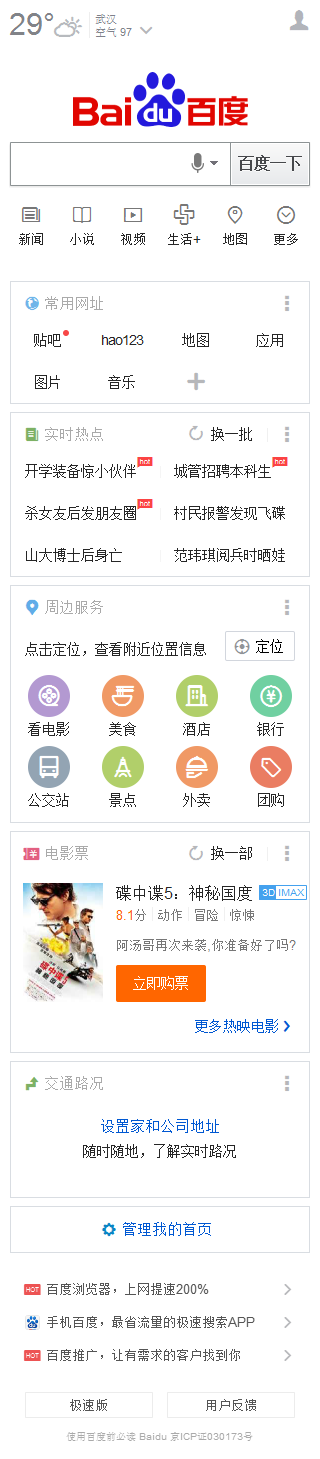 29°
武汉
空气 97
Bai du 百度
百度一下
新闻 小说 视频 生活+ 地图 更多
常用网址
贴吧 hao123 地图 应用
图片 音乐
实时热点 换一批
开学装备惊小伙伴 hot 城管招聘本科生 hot
杀女友后发朋友圈 hot 村民报警发现飞碟
山大博士后身亡 范玮琪阅兵时晒娃
周边服务
点击定位，查看附近位置信息 定位
看电影 美食 酒店 银行
公交站 景点 外卖 团购
电影票 换一部
碟中谍5：神秘国度 3D IMAX
8.1分 动作 冒险 惊悚
阿汤哥再次来袭,你准备好了吗?
立即购票
更多热映电影
交通路况
设置家和公司地址
随时随地，了解实时路况
管理我的首页
HOT 百度浏览器，上网提速200%
手机百度，最省流量的极速搜索APP
HOT 百度推广，让有需求的客户找到你
极速版 用户反馈
使用百度前必读 Baidu 京ICP证030173号